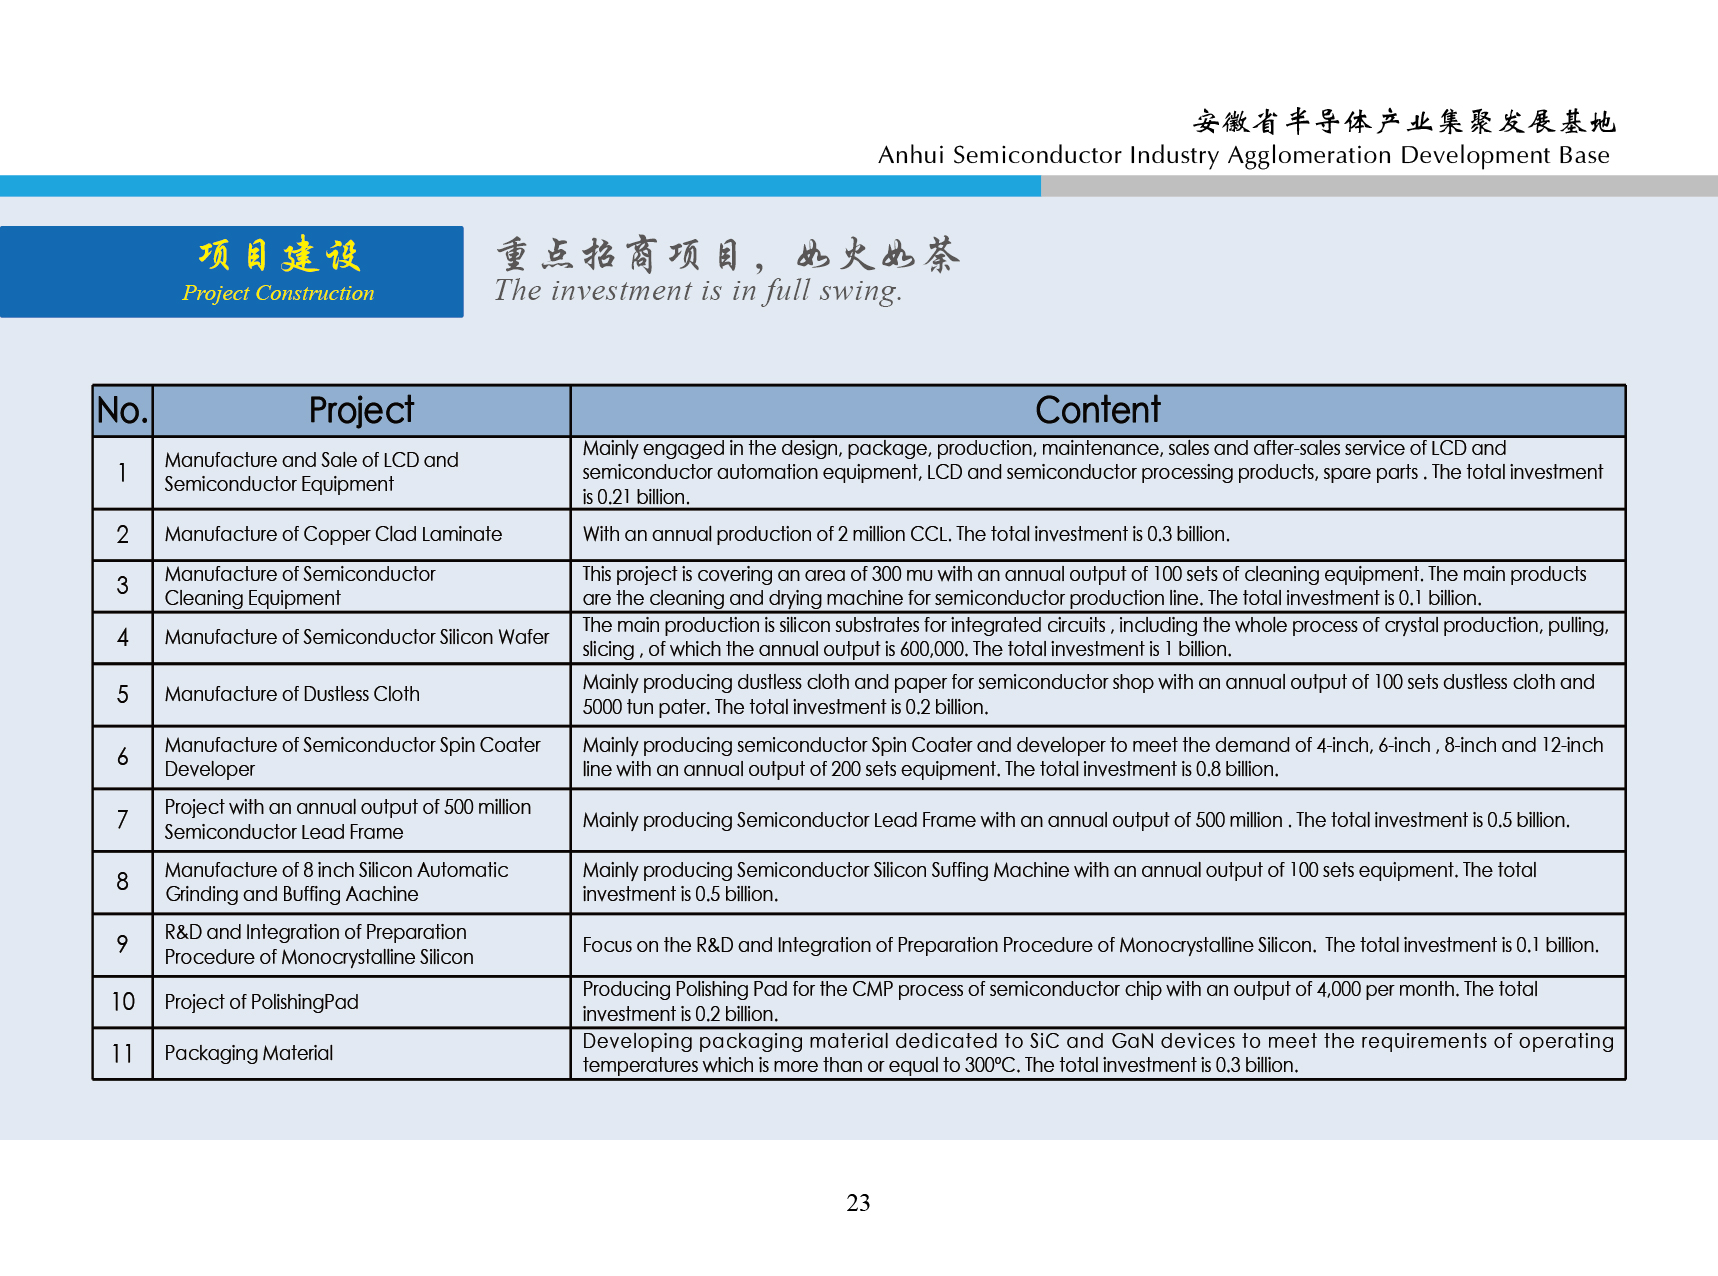 安徽省半导体产业集聚发展基地
Anhui Semiconductor Industry Agglomeration Development Base
项目建设
Project Construction
重点招商项目，如火如荼
The investment is in full swing.
No.
Project
Content
1
Manufacture and Sale of LCD and
Semiconductor Equipment
Mainly engaged in the design, package, production, maintenance, sales and after-sales service of LCD and
semiconductor automation equipment, LCD and semiconductor processing products, spare parts . The total investment
is 0.21 billion.
2
Manufacture of Copper Clad Laminate
With an annual production of 2 million CCL. The total investment is 0.3 billion.
3
Manufacture of Semiconductor
Cleaning Equipment
This project is covering an area of 300 mu with an annual output of 100 sets of cleaning equipment. The main products
are the cleaning and drying machine for semiconductor production line. The total investment is 0.1 billion.
4
Manufacture of Semiconductor Silicon Wafer
The main production is silicon substrates for integrated circuits , including the whole process of crystal production, pulling,
slicing , of which the annual output is 600,000. The total investment is 1 billion.
5
Manufacture of Dustless Cloth
Mainly producing dustless cloth and paper for semiconductor shop with an annual output of 100 sets dustless cloth and
5000 tun pater. The total investment is 0.2 billion.
6
Manufacture of Semiconductor Spin Coater
Developer
Mainly producing semiconductor Spin Coater and developer to meet the demand of 4-inch, 6-inch , 8-inch and 12-inch
line with an annual output of 200 sets equipment. The total investment is 0.8 billion.
7
Project with an annual output of 500 million
Semiconductor Lead Frame
Mainly producing Semiconductor Lead Frame with an annual output of 500 million . The total investment is 0.5 billion.
8
Manufacture of 8 inch Silicon Automatic
Grinding and Buffing Aachine
Mainly producing Semiconductor Silicon Suffing Machine with an annual output of 100 sets equipment. The total
investment is 0.5 billion.
9
R&D and Integration of Preparation
Procedure of Monocrystalline Silicon
Focus on the R&D and Integration of Preparation Procedure of Monocrystalline Silicon. The total investment is 0.1 billion.
10
Project of PolishingPad
Producing Polishing Pad for the CMP process of semiconductor chip with an output of 4,000 per month. The total
investment is 0.2 billion.
11
Packaging Material
Developing packaging material dedicated to SiC and GaN devices to meet the requirements of operating
temperatures which is more than or equal to 300ºC. The total investment is 0.3 billion.
23